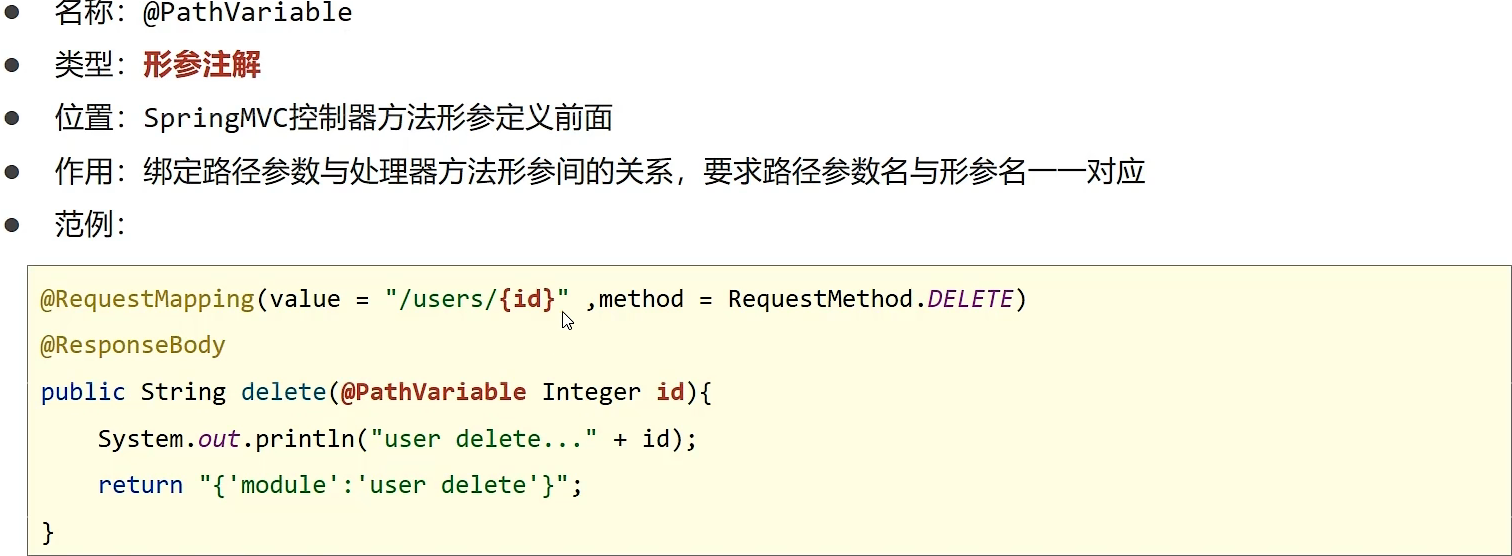 ● 名称：@PathVariable
● 类型：形参注解
● 位置：SpringMVC控制器方法形参定义前面
● 作用：绑定路径参数与处理器方法形参间的关系，要求路径参数名与形参名一一对应
● 范例：
@RequestMapping(value = "/users/{id}" ,method = RequestMethod.DELETE)
@ResponseBody
public String delete(@PathVariable Integer id){
    System.out.println("user delete..." + id);
    return "{'module':'user delete'}";
}